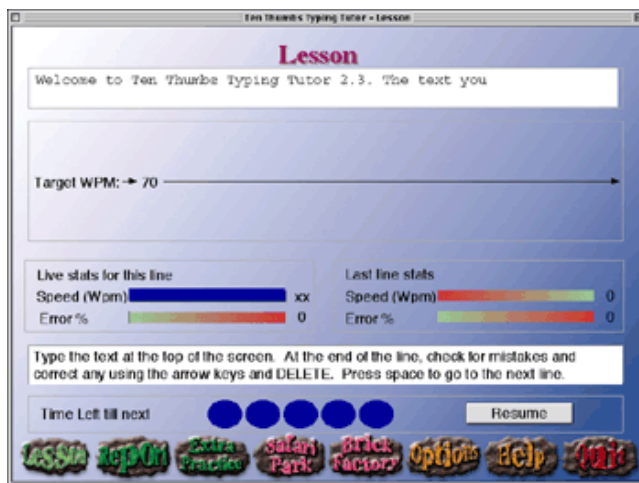 Ten Thumbs Typing Tutor - Lesson
Lesson
Welcome to Ten Thumbs Typing Tutor 2.3. The text you
Target WPM: 70
Live stats for this line
Speed (Wpm) xx
Error % 0
Last line stats
Speed (Wpm) 0
Error % 0
Type the text at the top of the screen. At the end of the line, check for mistakes and
correct any using the arrow keys and DELETE. Press space to go to the next line.
Time Left till next
Resume
Lesson
Report
Extra
Practice
Safari
Park
Brick
Factory
Options
Help
Quit